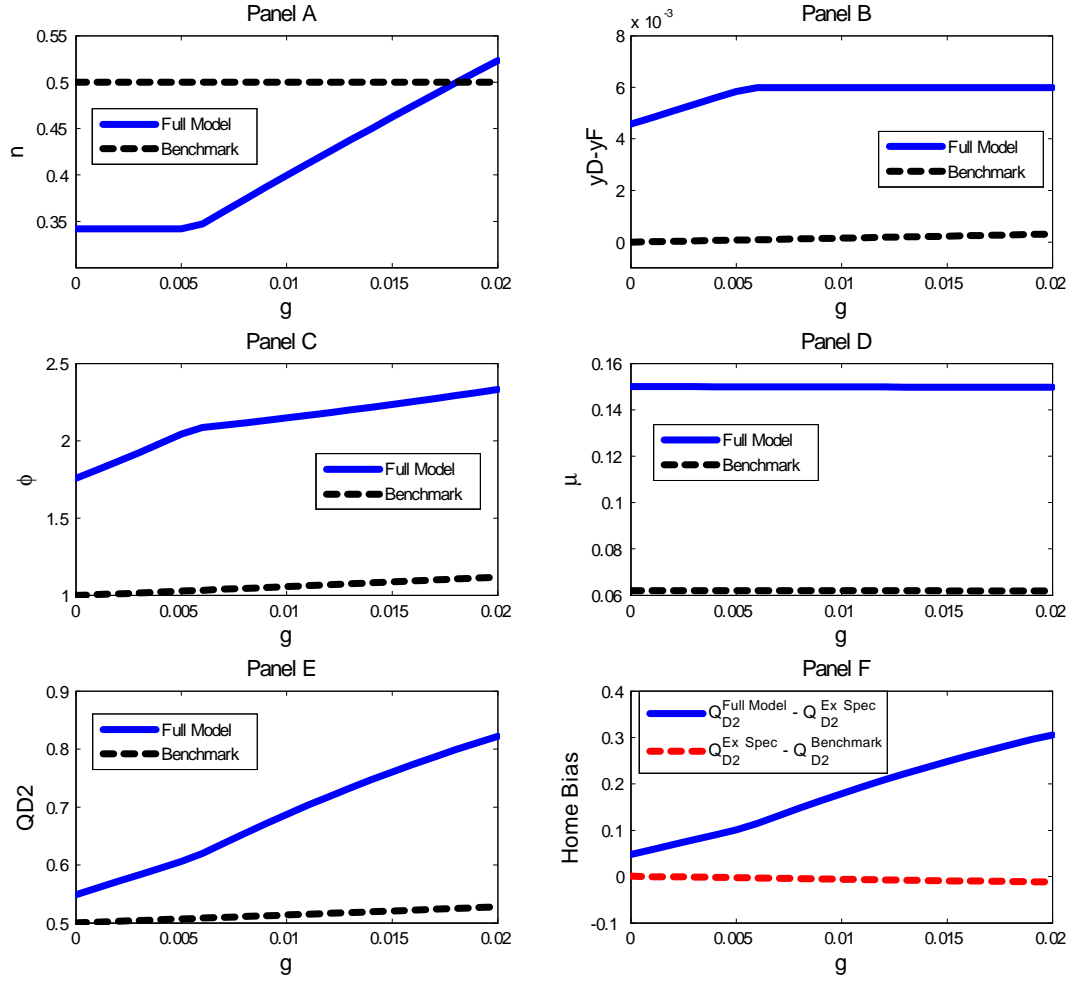 Panel A
0.55
0.5
0.45
0.4
0.35
n
Full Model
Benchmark
0 0.005 0.01 0.015 0.02
g
Panel B
x 10⁻³
8
6
4
2
0
yD-yF
Full Model
Benchmark
0 0.005 0.01 0.015 0.02
g
Panel C
2.5
2
1.5
1
ϕ
Full Model
Benchmark
0 0.005 0.01 0.015 0.02
g
Panel D
0.16
0.14
0.12
0.1
0.08
0.06
μ
Full Model
Benchmark
0 0.005 0.01 0.015 0.02
g
Panel E
0.9
0.8
0.7
0.6
0.5
QD2
Full Model
Benchmark
0 0.005 0.01 0.015 0.02
g
Panel F
0.4
0.3
0.2
0.1
0
-0.1
Home Bias
Q_D2^Full Model - Q_D2^Ex Spec
Q_D2^Ex Spec - Q_D2^Benchmark
0 0.005 0.01 0.015 0.02
g